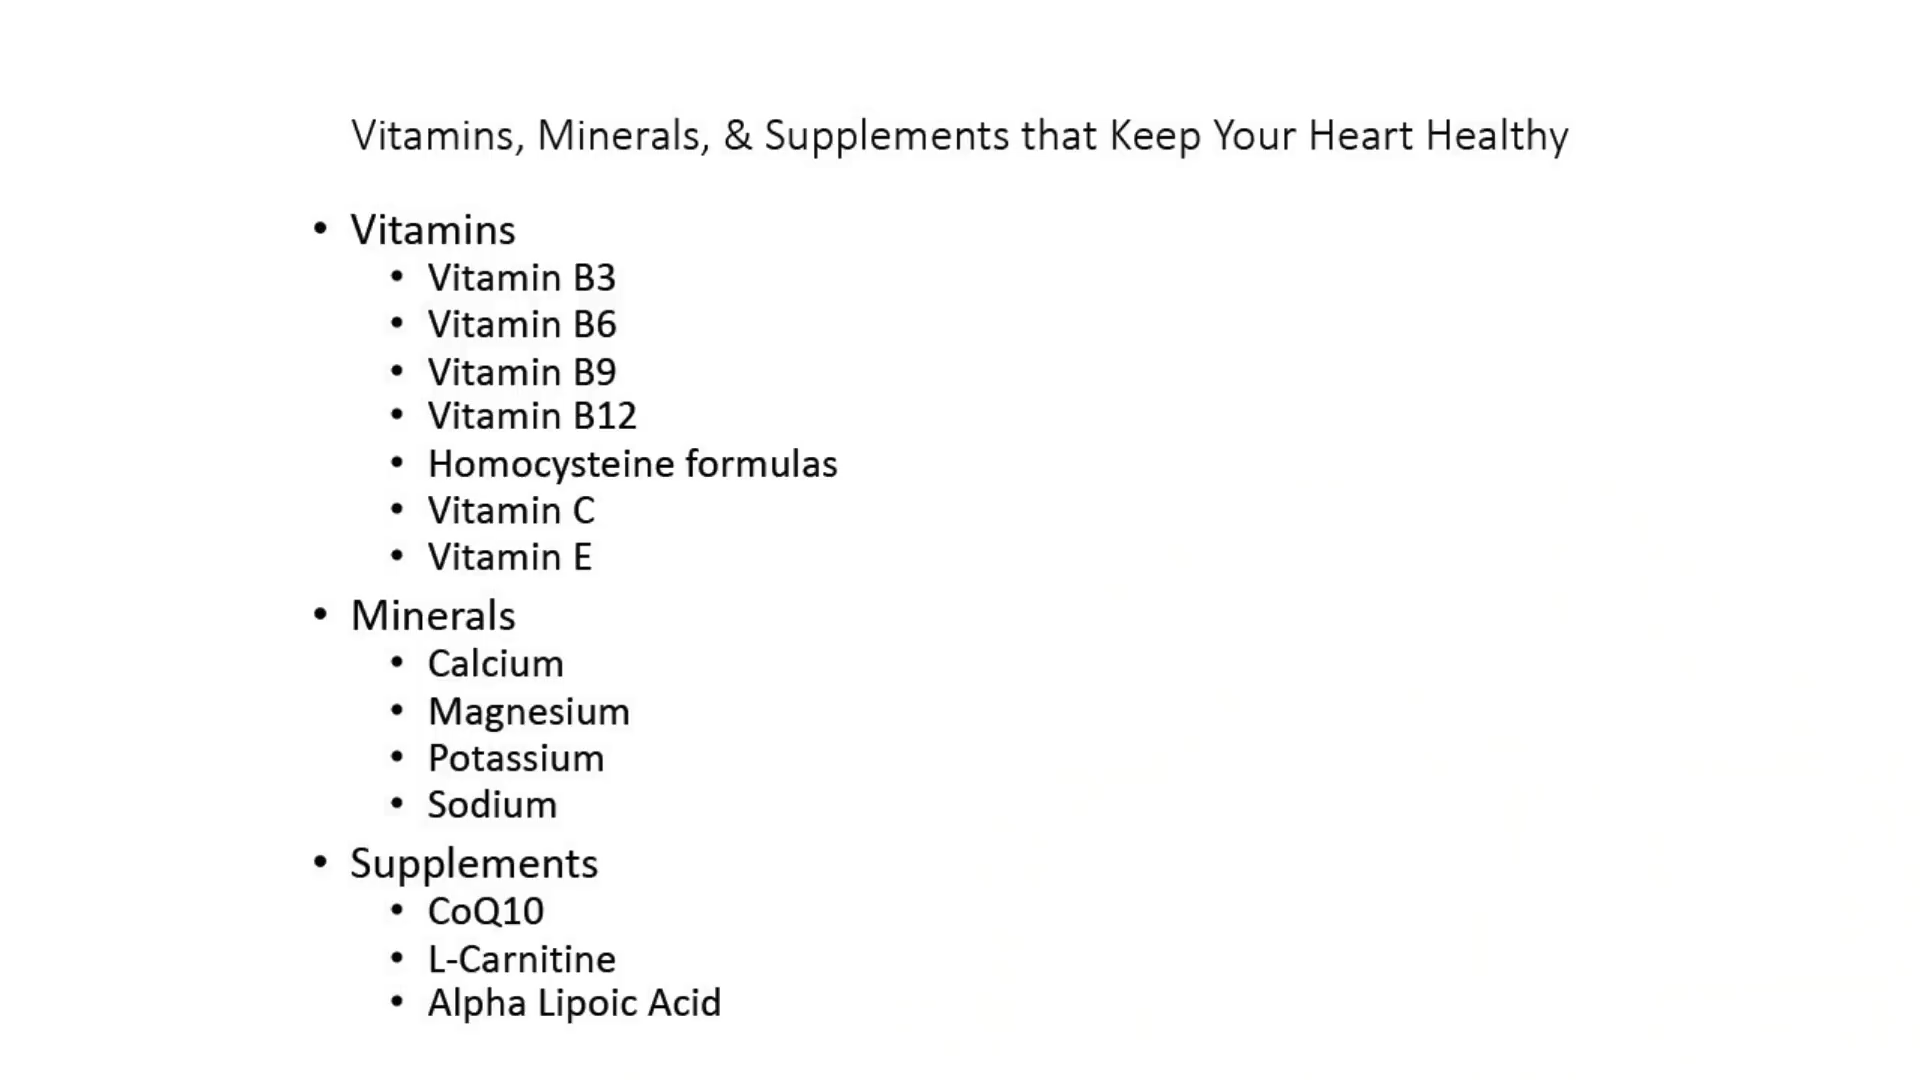 Vitamins, Minerals, & Supplements that Keep Your Heart Healthy
• Vitamins
• Vitamin B3
• Vitamin B6
• Vitamin B9
• Vitamin B12
• Homocysteine formulas
• Vitamin C
• Vitamin E
• Minerals
• Calcium
• Magnesium
• Potassium
• Sodium
• Supplements
• CoQ10
• L-Carnitine
• Alpha Lipoic Acid